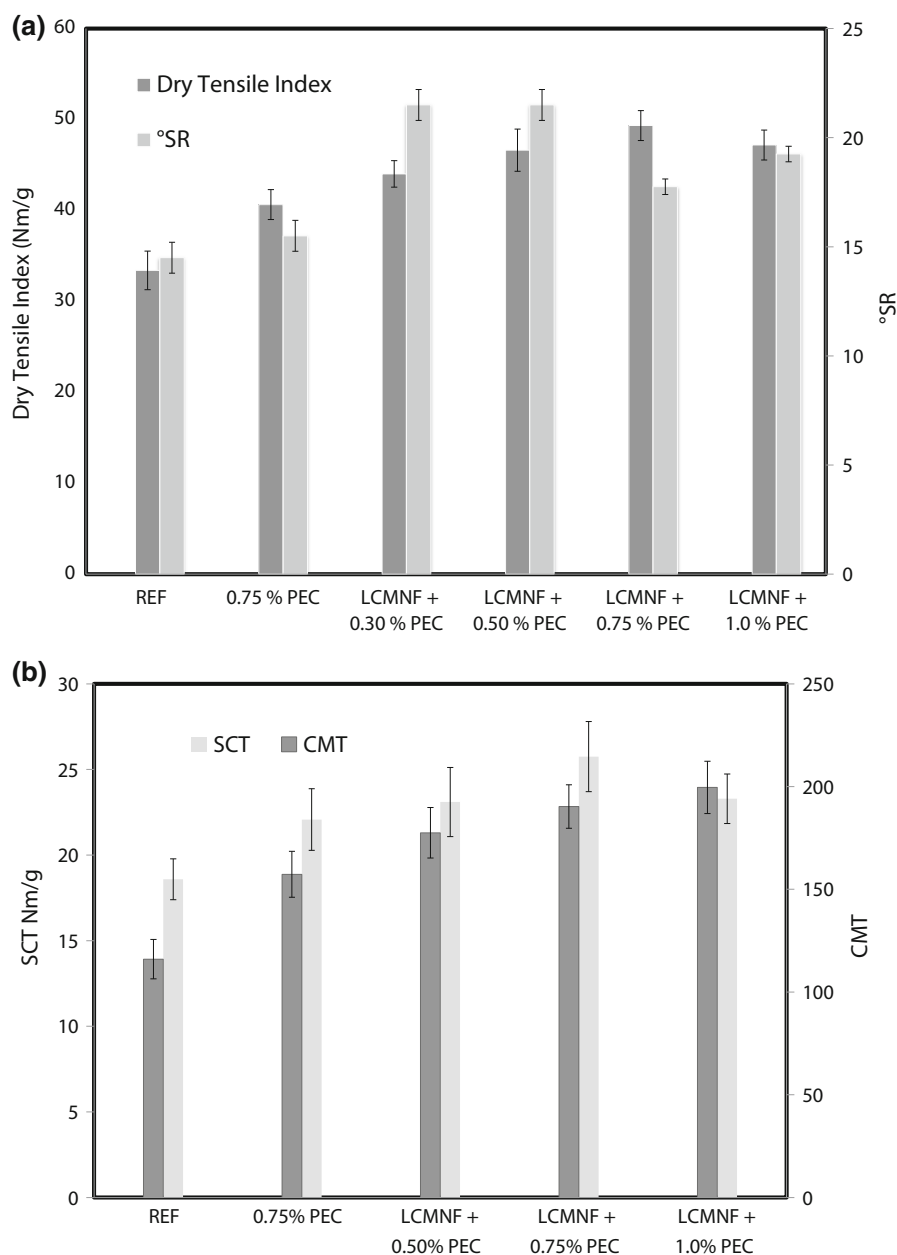 (a)
60
50
40
30
20
10
0
Dry Tensile Index (Nm/g
Dry Tensile Index
°SR
25
20
15
10
5
0
°SR
REF
0.75 % PEC
LCMNF +
0.30 % PEC
LCMNF +
0.50 % PEC
LCMNF +
0.75 % PEC
LCMNF +
1.0 % PEC
(b)
30
25
20
15
10
5
0
SCT Nm/g
SCT
CMT
250
200
150
100
50
0
CMT
REF
0.75% PEC
LCMNF +
0.50% PEC
LCMNF +
0.75% PEC
LCMNF +
1.0% PEC